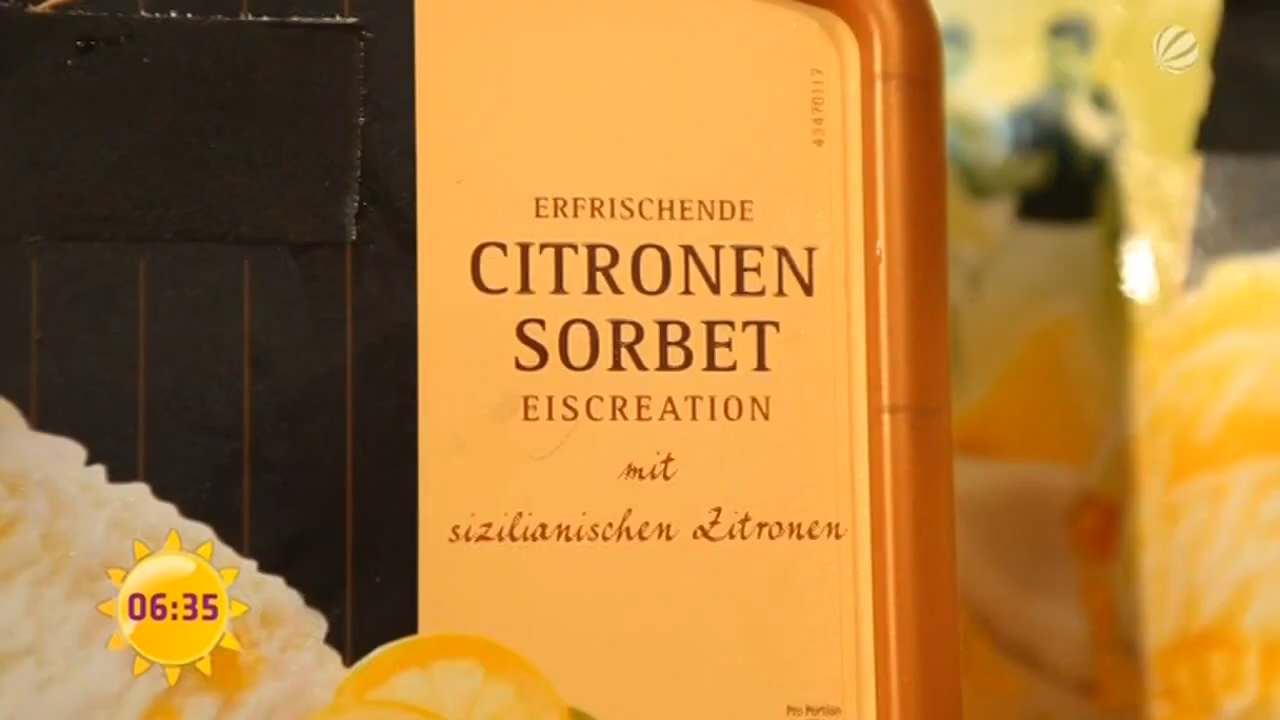 43470117
ERFRISCHENDE
CITRONEN
SORBET
EISCREATION
mit
sizilianischen Zitronen
06:35
Pro Portion